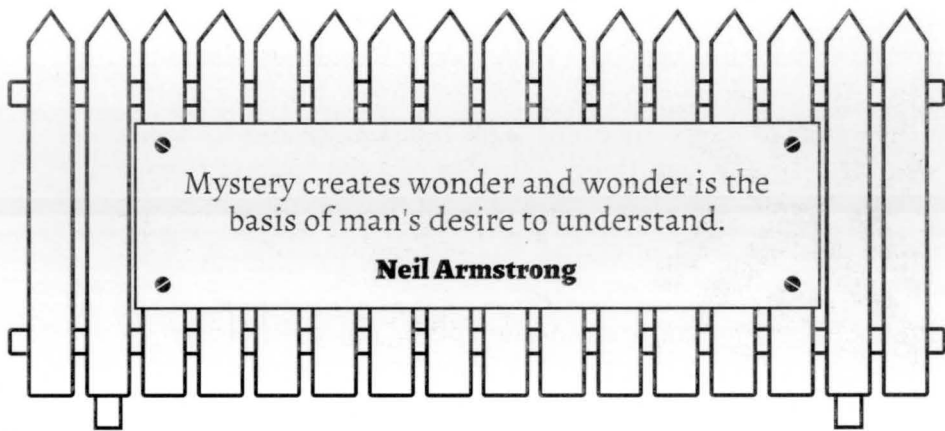 Mystery creates wonder and wonder is the
basis of man's desire to understand.
Neil Armstrong